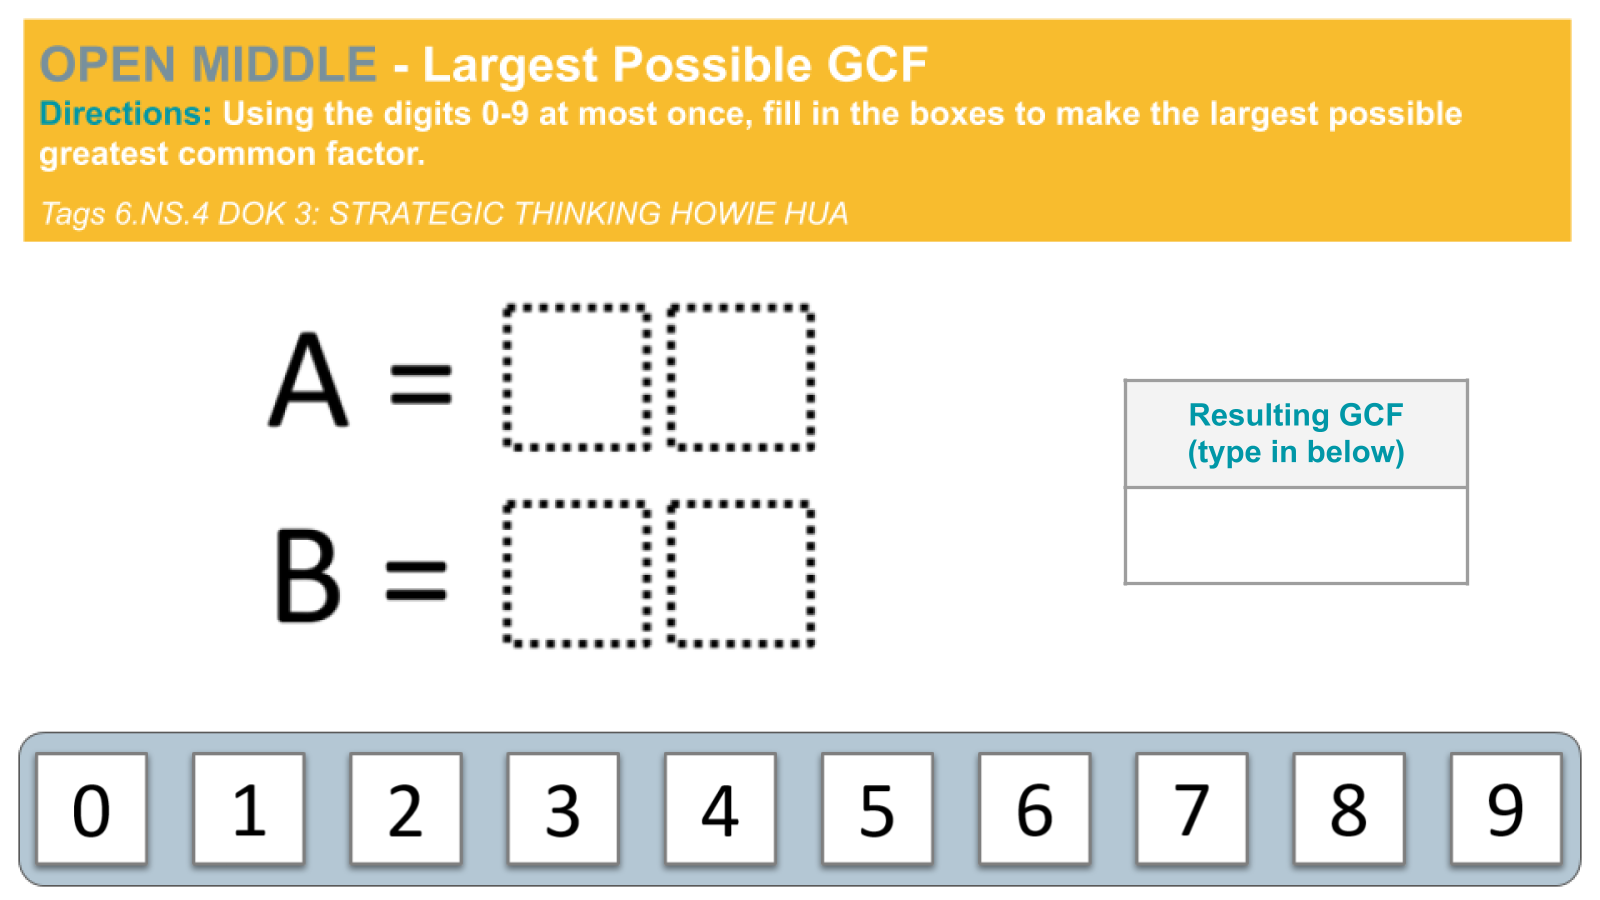 OPEN MIDDLE - Largest Possible GCF
Directions: Using the digits 0-9 at most once, fill in the boxes to make the largest possible
greatest common factor.
Tags 6.NS.4 DOK 3: STRATEGIC THINKING HOWIE HUA
A =
B =
Resulting GCF
(type in below)
0 1 2 3 4 5 6 7 8 9